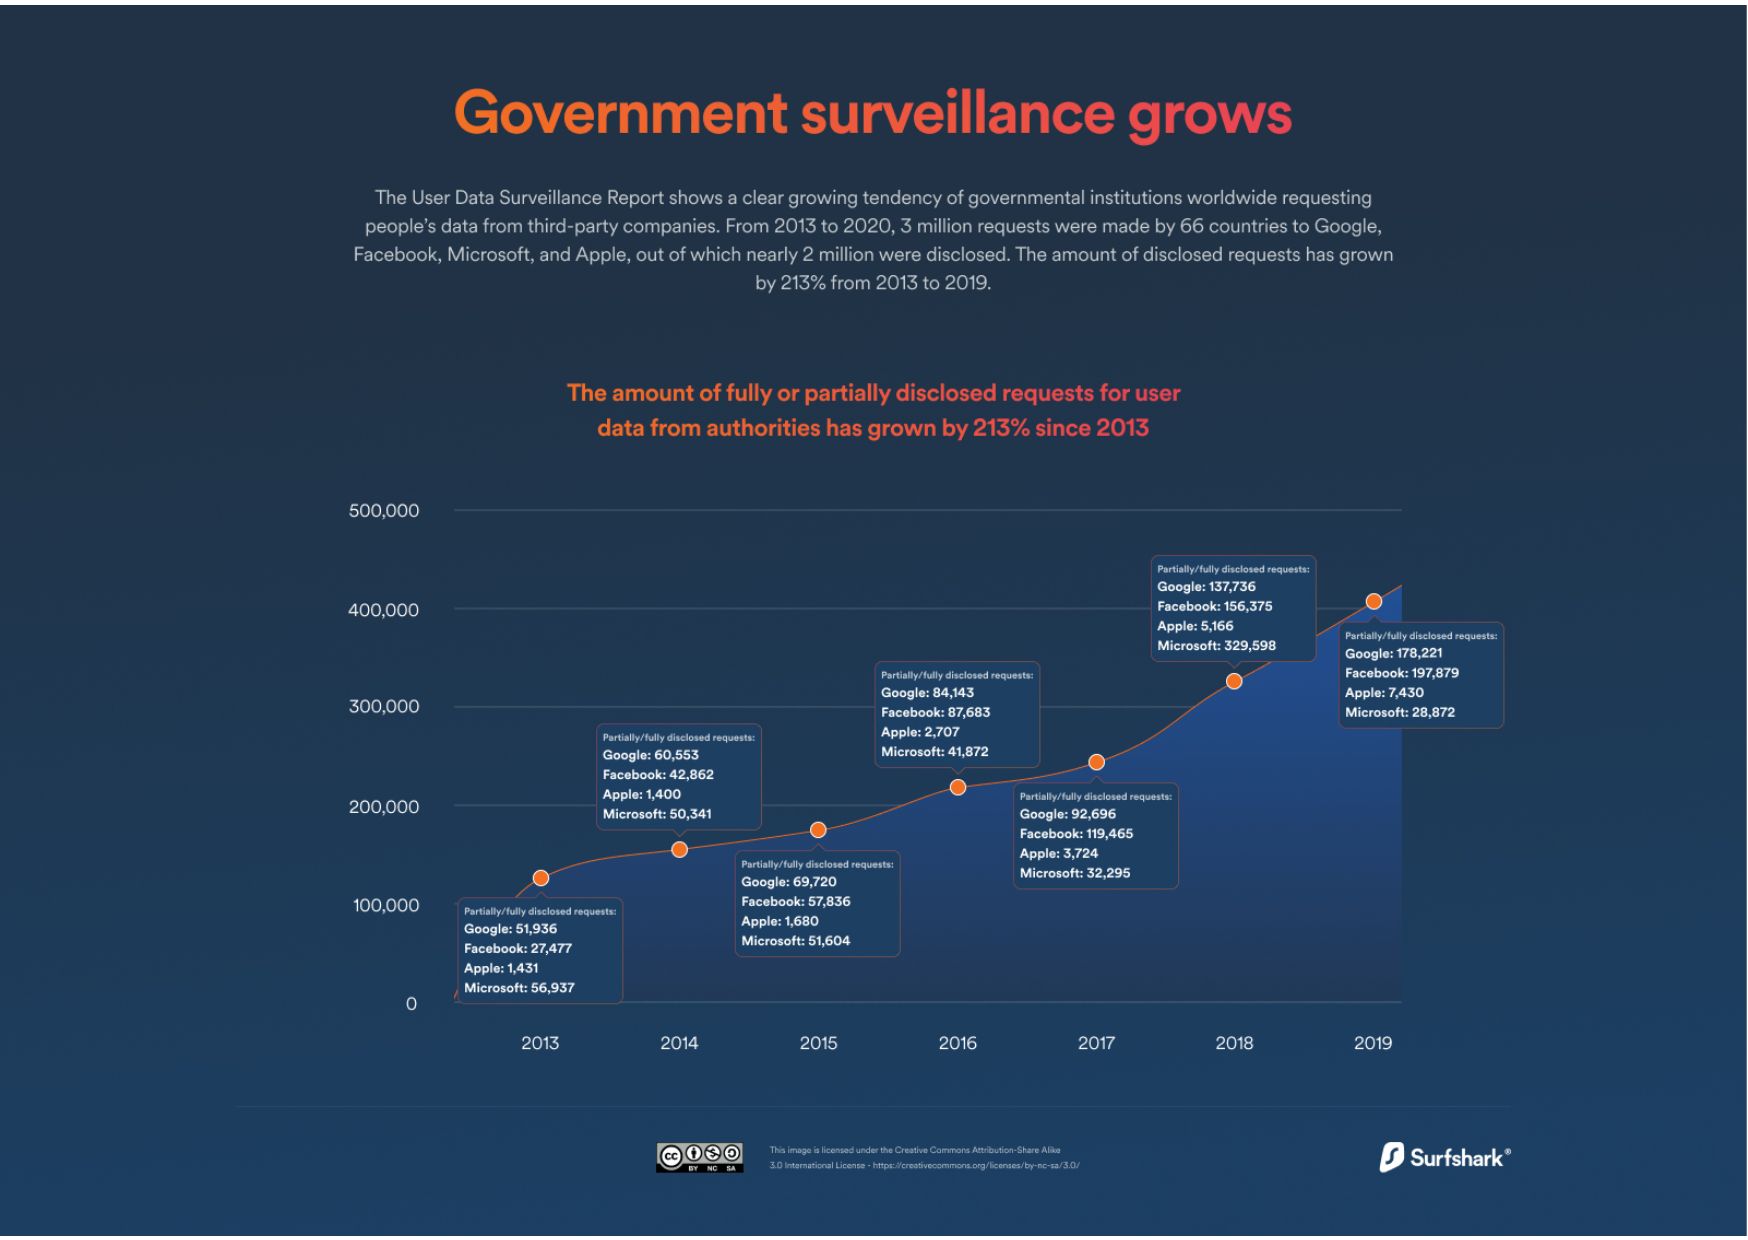 Government surveillance grows
The User Data Surveillance Report shows a clear growing tendency of governmental institutions worldwide requesting
people's data from third-party companies. From 2013 to 2020, 3 million requests were made by 66 countries to Google,
Facebook, Microsoft, and Apple, out of which nearly 2 million were disclosed. The amount of disclosed requests has grown
by 213% from 2013 to 2019.
The amount of fully or partially disclosed requests for user
data from authorities has grown by 213% since 2013
500,000
400,000
300,000
200,000
100,000
0
Partially/fully disclosed requests:
Google: 51,936
Facebook: 27,477
Apple: 1,431
Microsoft: 56,937
Partially/fully disclosed requests:
Google: 60,553
Facebook: 42,862
Apple: 1,400
Microsoft: 50,341
Partially/fully disclosed requests:
Google: 69,720
Facebook: 57,836
Apple: 1,680
Microsoft: 51,604
Partially/fully disclosed requests:
Google: 84,143
Facebook: 87,683
Apple: 2,707
Microsoft: 41,872
Partially/fully disclosed requests:
Google: 92,696
Facebook: 119,465
Apple: 3,724
Microsoft: 32,295
Partially/fully disclosed requests:
Google: 137,736
Facebook: 156,375
Apple: 5,166
Microsoft: 329,598
Partially/fully disclosed requests:
Google: 178,221
Facebook: 197,879
Apple: 7,430
Microsoft: 28,872
2013
2014
2015
2016
2017
2018
2019
cc
BY NC SA
This image is licensed under the Creative Commons Attribution-Share Alike
3.0 International License - https://creativecommons.org/licenses/by-nc-sa/3.0/
Surfshark®